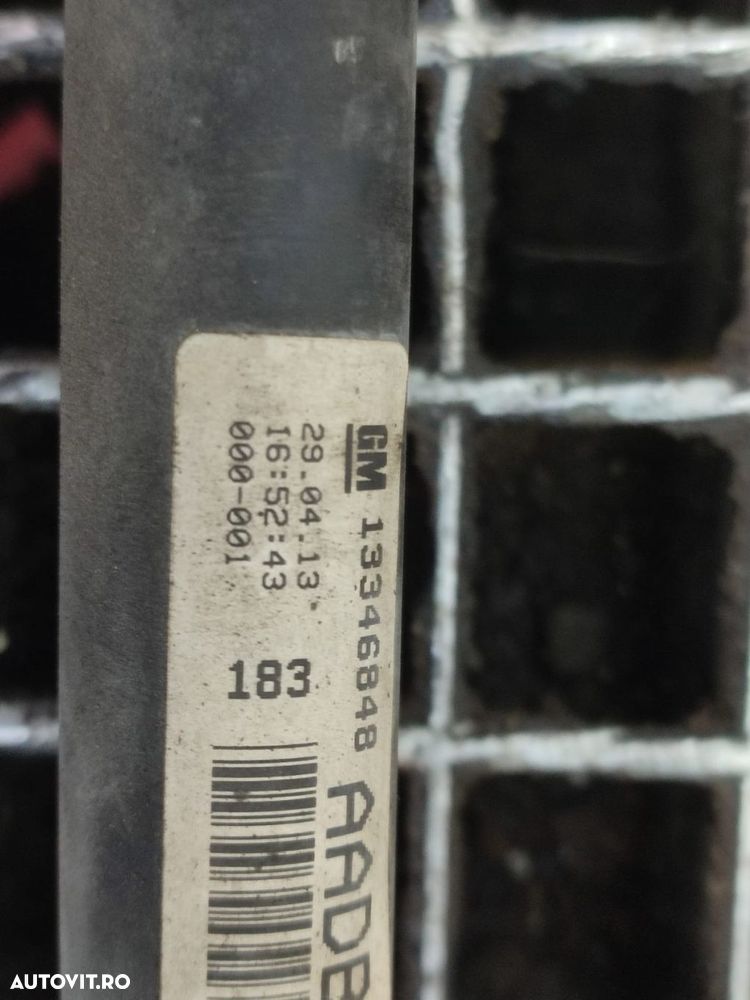 GM 13346848
AADB
29.04.13
16:52:43
000-001
183
AUTOVIT.RO